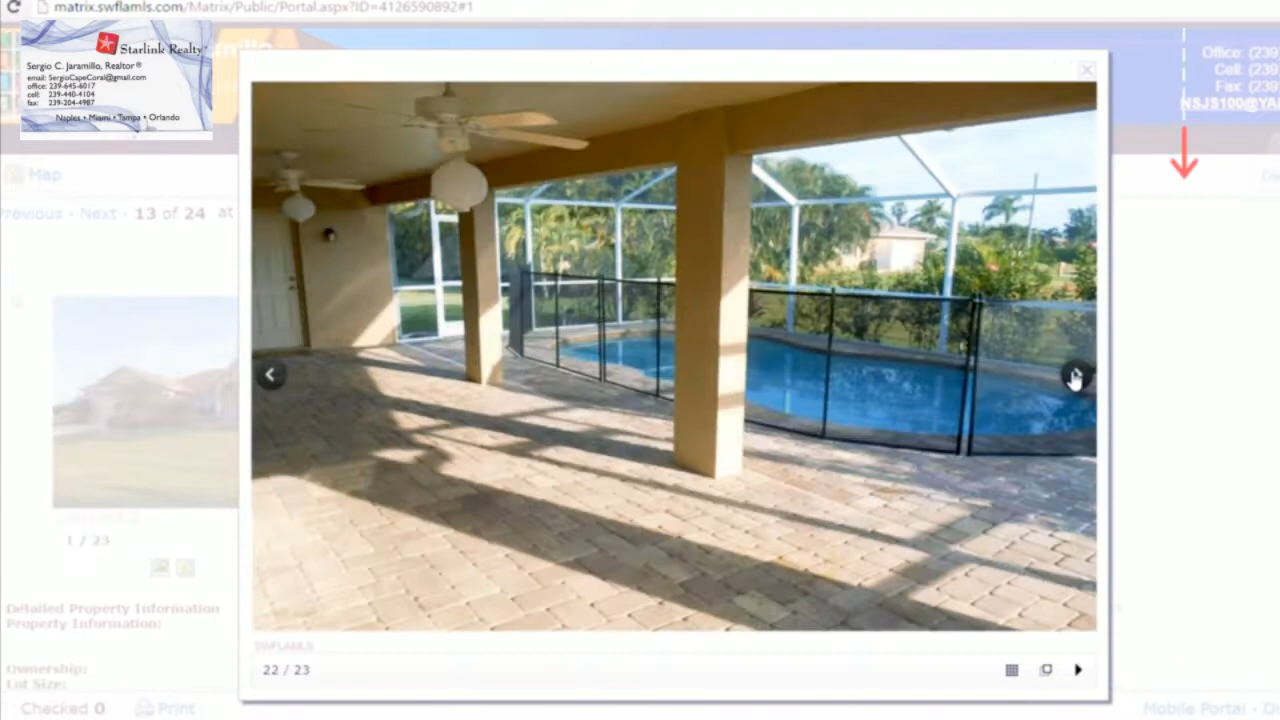 matrix.swflamls.com/Matrix/Public/Portal.aspx?ID=4126590892#1
Starlink Realty
Sergio C. Jaramillo, Realtor®
email: SergioCapeCoral@gmail.com
office: 239-645-6017
cell: 239-440-4104
fax: 239-204-4987
Naples • Miami • Tampa • Orlando
Office: (239
Cell: (239
Fax: (239
NSJS100@YA
Map
Previous · Next · 13 of 24 at
1 / 23
Detailed Property Information
Property Information:
Ownership:
Lot Size:
SWFLAMLS
22 / 23
Checked 0
Print
Mobile Portal